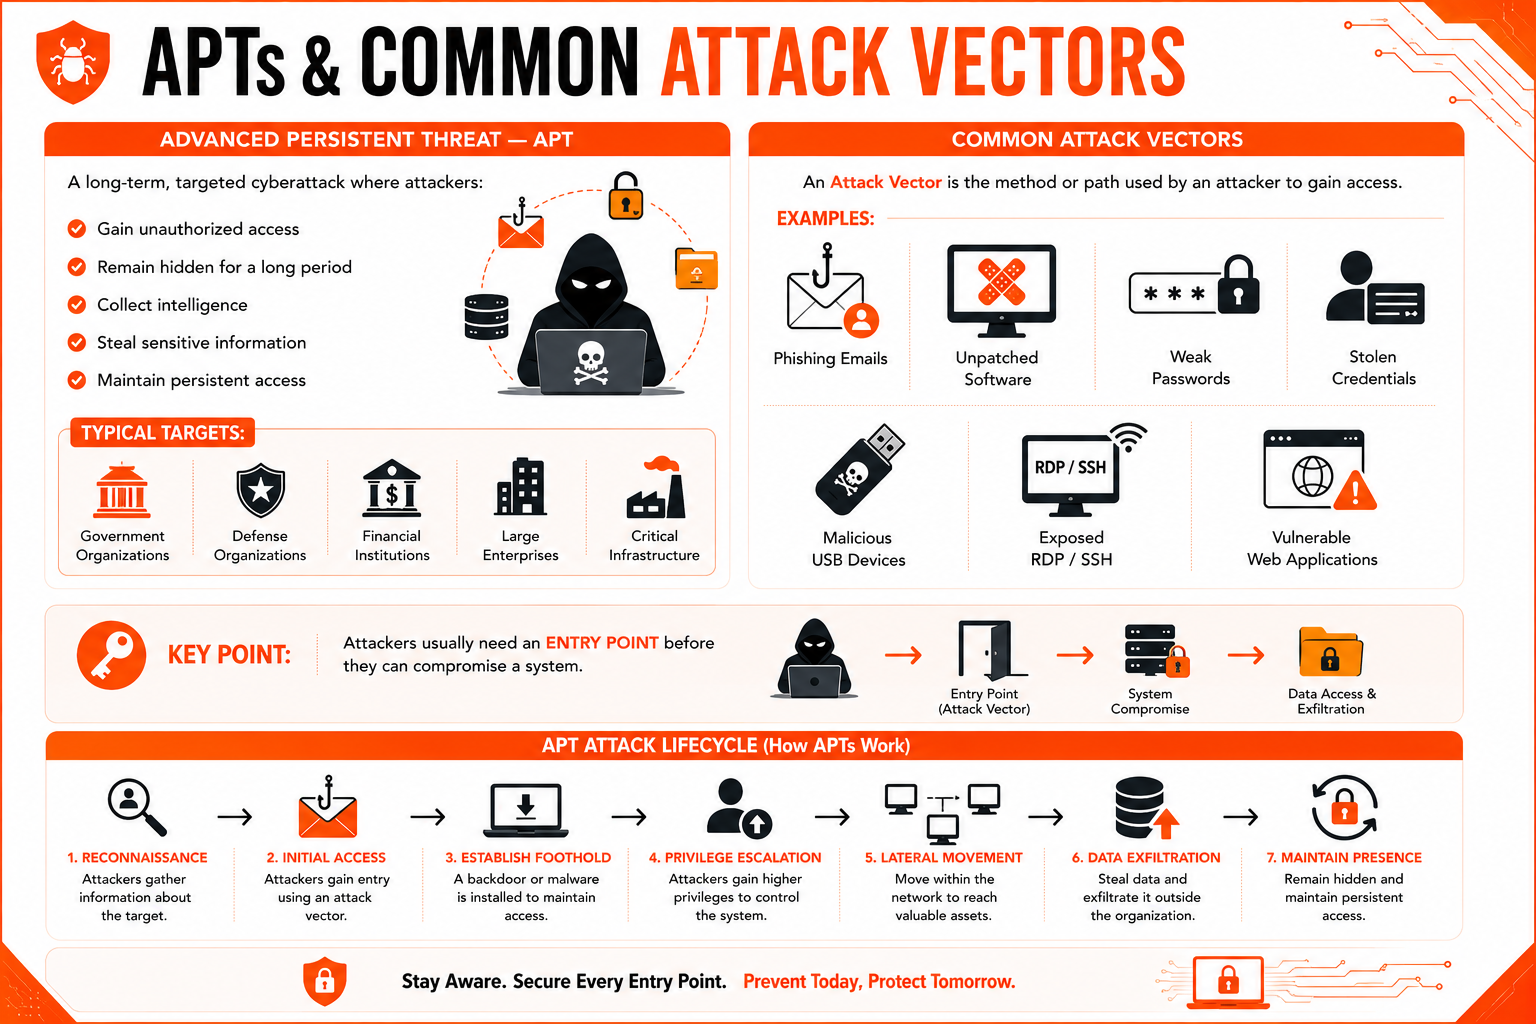 APTs & COMMON ATTACK VECTORS
ADVANCED PERSISTENT THREAT — APT
A long-term, targeted cyberattack where attackers:
Gain unauthorized access
Remain hidden for a long period
Collect intelligence
Steal sensitive information
Maintain persistent access
TYPICAL TARGETS:
$
Government
Organizations
Defense
Organizations
Financial
Institutions
Large
Enterprises
Critical
Infrastructure
COMMON ATTACK VECTORS
An Attack Vector is the method or path used by an attacker to gain access.
EXAMPLES:
***
Phishing Emails
Unpatched
Software
Weak
Passwords
Stolen
Credentials
RDP / SSH
Malicious
USB Devices
Exposed
RDP / SSH
Vulnerable
Web Applications
KEY POINT:
Attackers usually need an ENTRY POINT before
they can compromise a system.
Entry Point
(Attack Vector)
System
Compromise
Data Access &
Exfiltration
APT ATTACK LIFECYCLE (How APTs Work)
1. RECONNAISSANCE
Attackers gather
information about
the target.
2. INITIAL ACCESS
Attackers gain entry
using an attack
vector.
3. ESTABLISH FOOTHOLD
A backdoor or malware
is installed to maintain
access.
4. PRIVILEGE ESCALATION
Attackers gain higher
privileges to control
the system.
5. LATERAL MOVEMENT
Move within the
network to reach
valuable assets.
6. DATA EXFILTRATION
Steal data and
exfiltrate it outside
the organization.
7. MAINTAIN PRESENCE
Remain hidden and
maintain persistent
access.
Stay Aware. Secure Every Entry Point. Prevent Today, Protect Tomorrow.